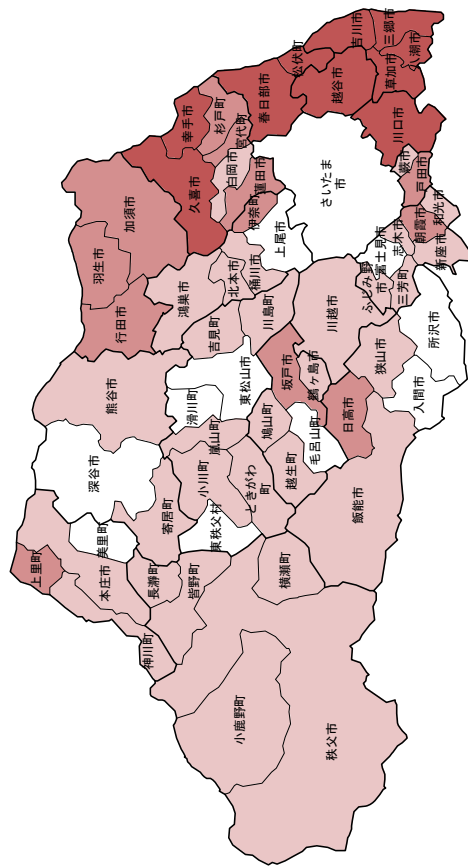 上里町
本庄市
美里町
深谷市
神川町
長瀞町
皆野町
寄居町
熊谷市
行田市
羽生市
加須市
小鹿野町
秩父市
横瀬町
東秩父村
小川町
ときがわ
町
嵐山町
滑川町
東松山市
吉見町
鴻巣市
北本市
桶川市
久喜市
幸手市
杉戸町
宮代町
白岡市
蓮田市
伊奈町
上尾市
春日部市
松伏町
飯能市
越生町
毛呂山町
鳩山町
坂戸市
鶴ヶ島市
日高市
川島町
川越市
狭山市
入間市
所沢市
ふじみ野
市
三芳町
富士見市
志木市
新座市
朝霞市
和光市
さいたま
市
戸田市
蕨市
川口市
越谷市
草加市
八潮市
三郷市
吉川市